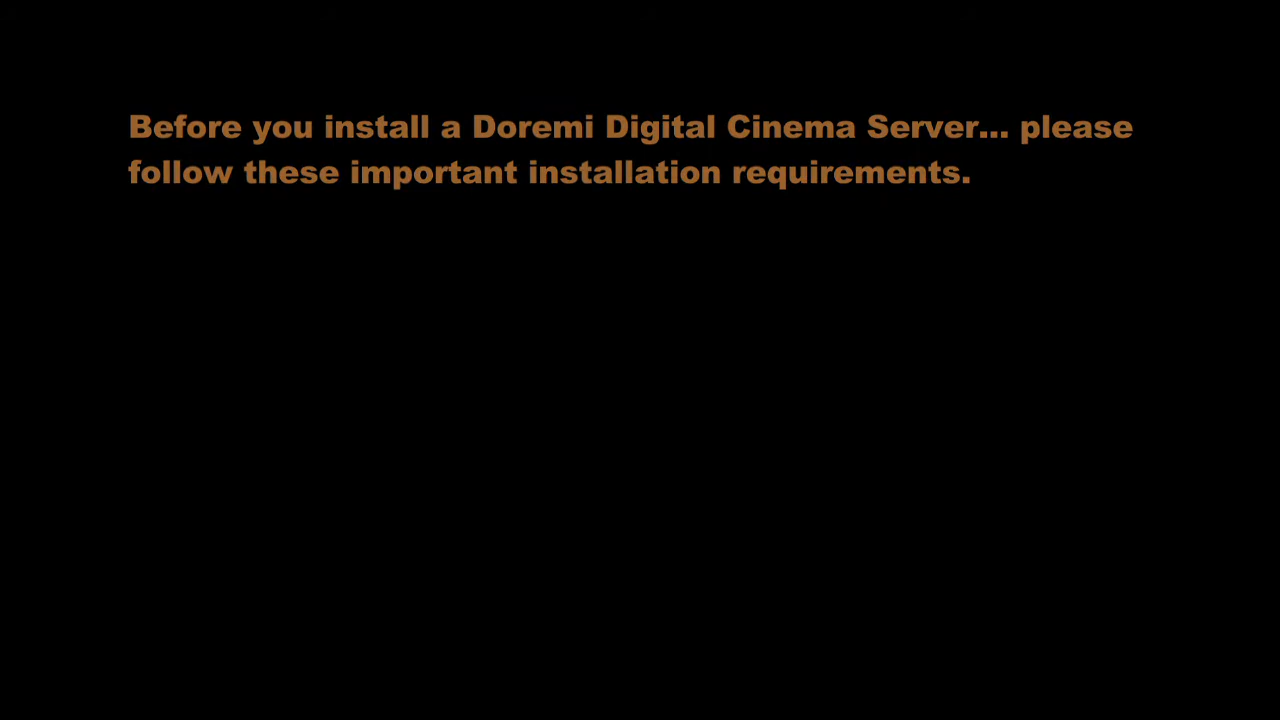 Before you install a Doremi Digital Cinema Server... please
follow these important installation requirements.